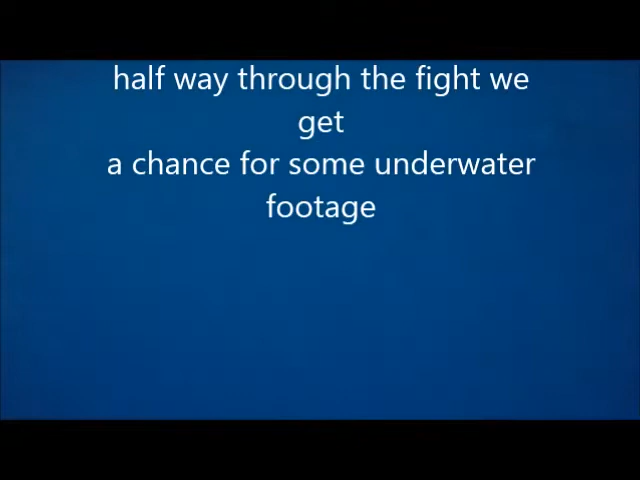 half way through the fight we
get
a chance for some underwater
footage